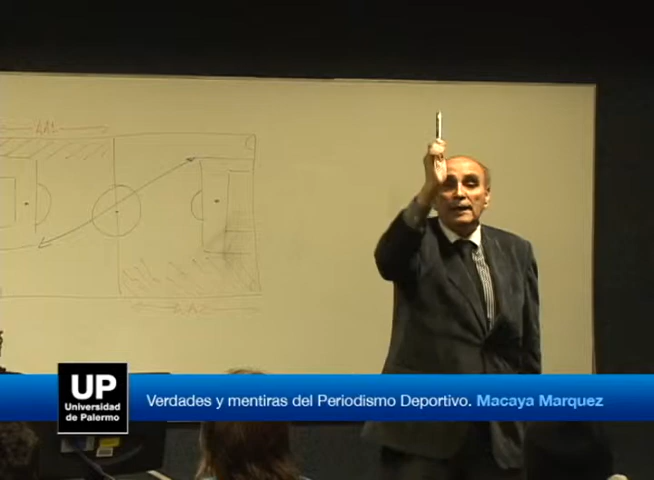 UP
Universidad
de Palermo
Verdades y mentiras del Periodismo Deportivo. Macaya Marquez